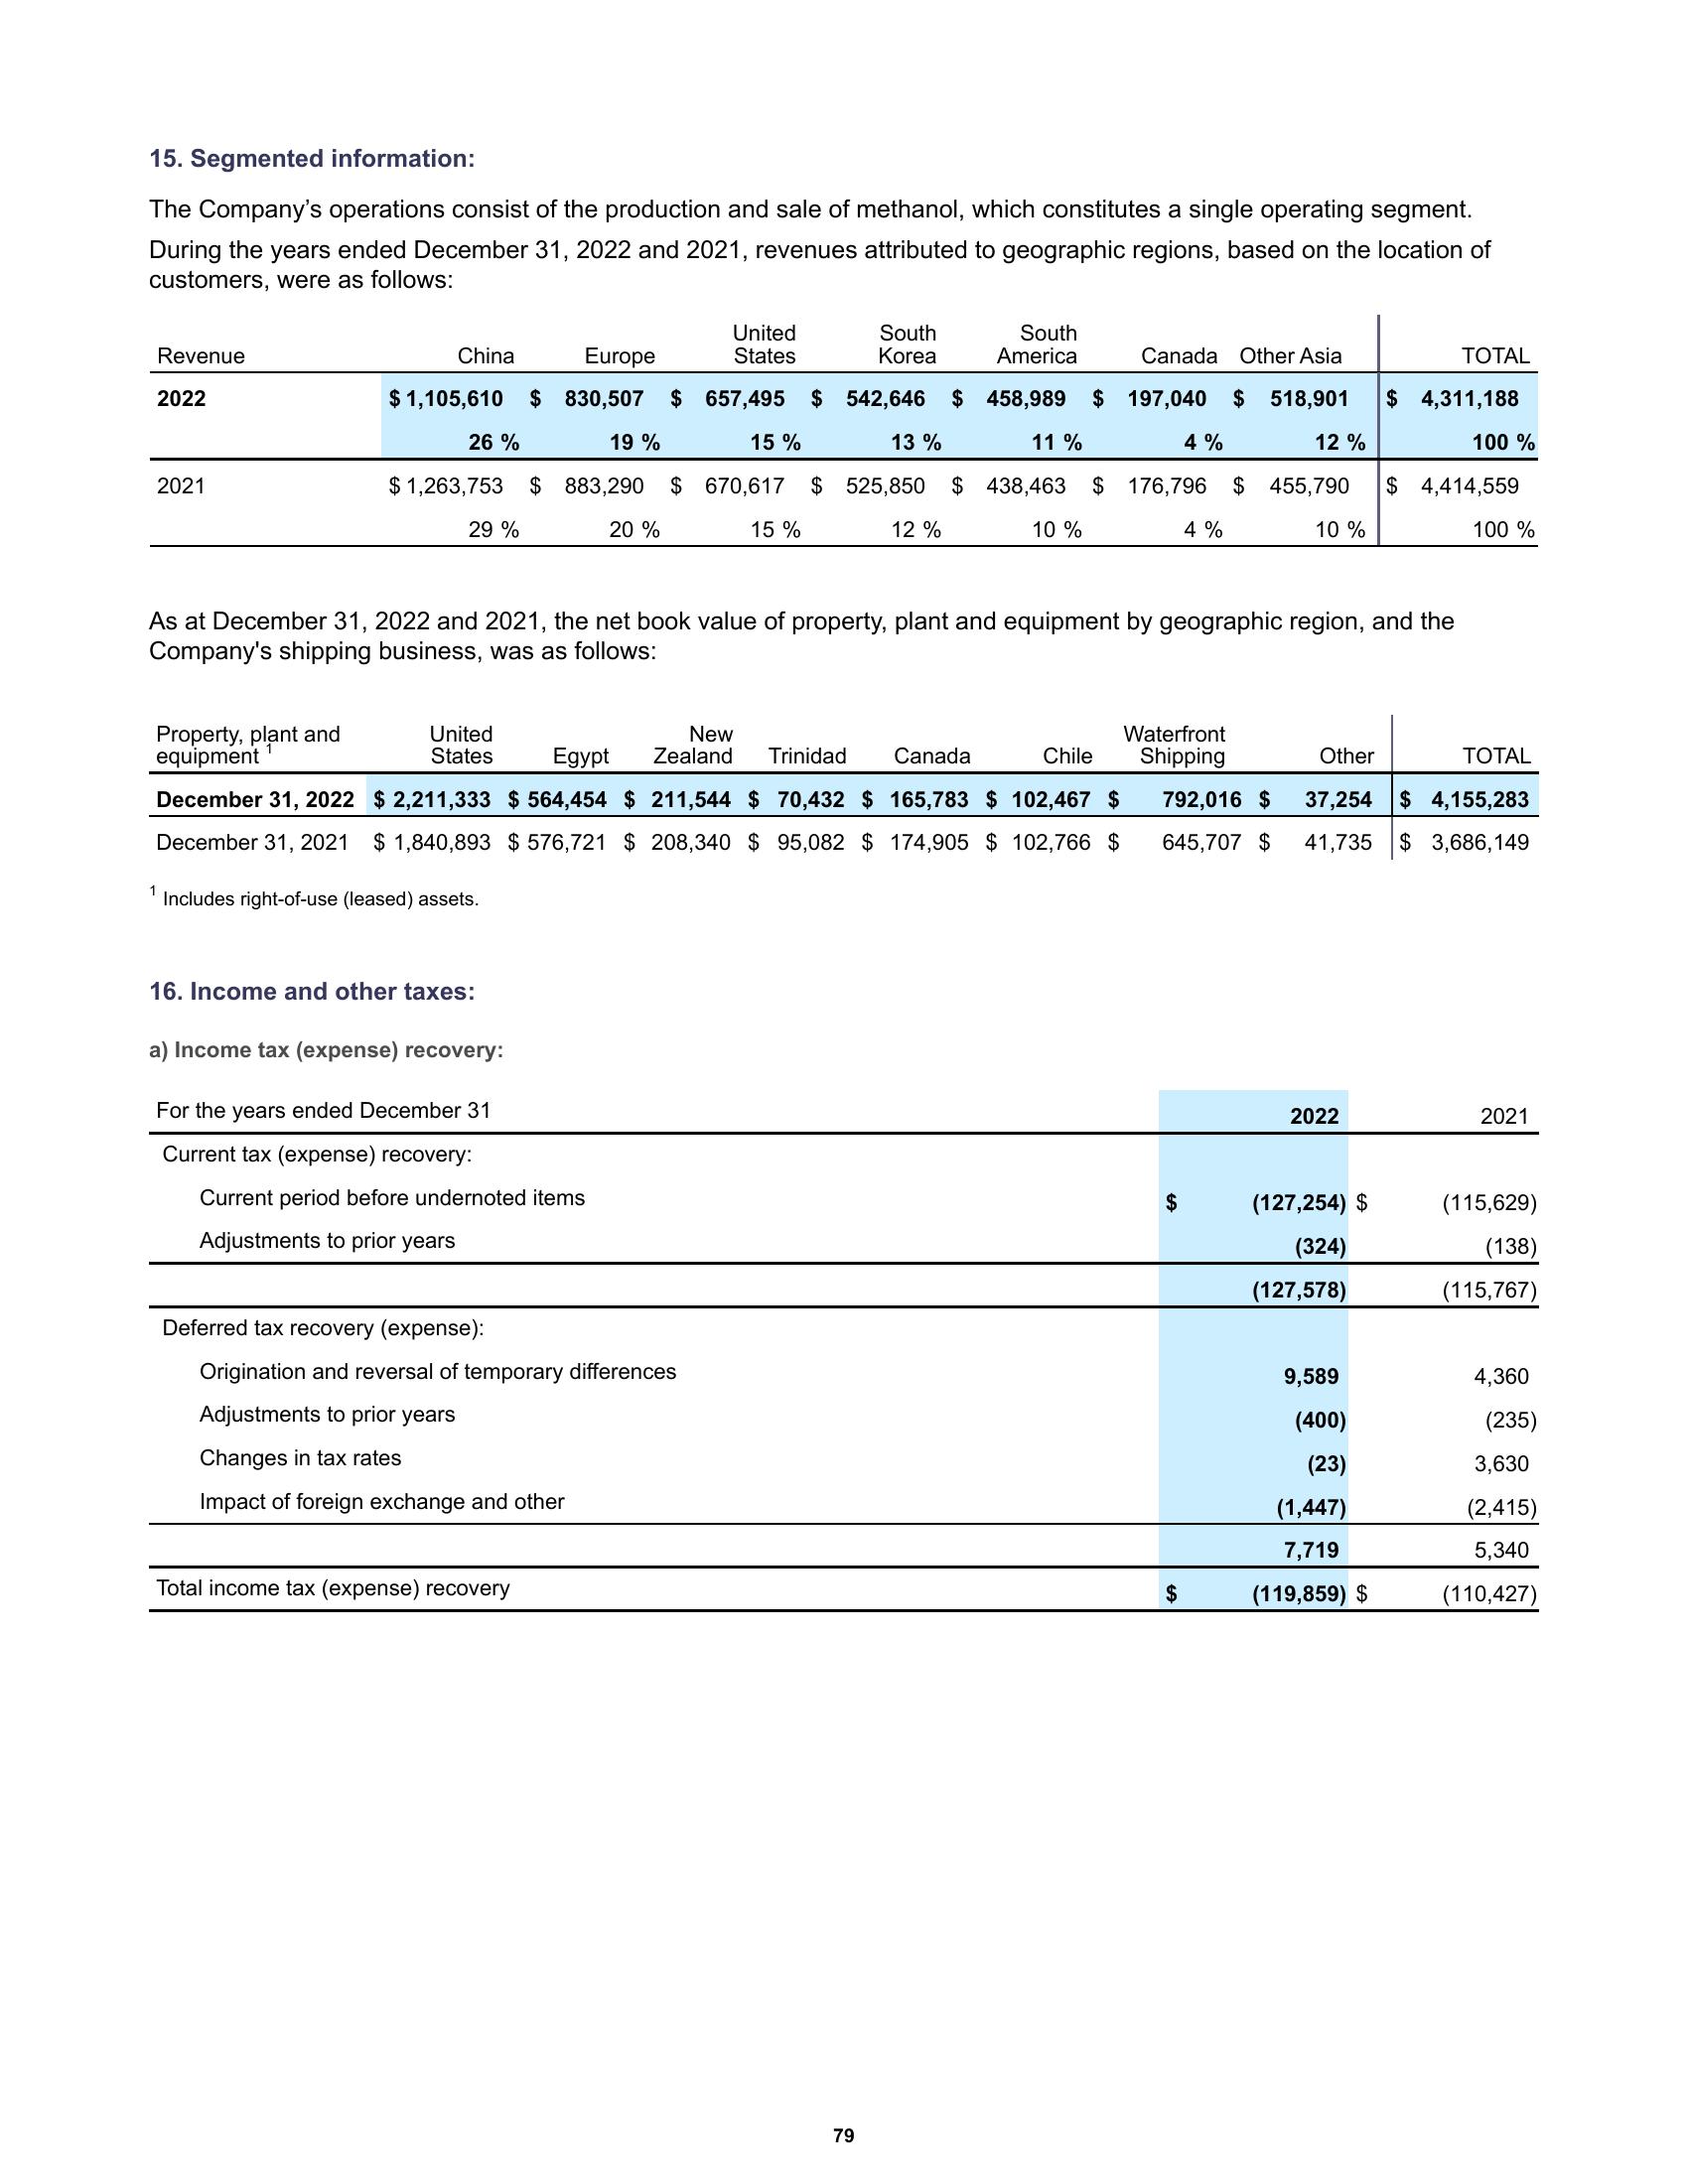 15. Segmented information:
The Company’s operations consist of the production and sale of methanol, which constitutes a single operating segment.
During the years ended December 31, 2022 and 2021, revenues attributed to geographic regions, based on the location of
customers, were as follows:
Revenue China Europe United States South Korea South America Canada Other Asia TOTAL
2022 $ 1,105,610 $ 830,507 $ 657,495 $ 542,646 $ 458,989 $ 197,040 $ 518,901 $ 4,311,188
26 % 19 % 15 % 13 % 11 % 4 % 12 % 100 %
2021 $ 1,263,753 $ 883,290 $ 670,617 $ 525,850 $ 438,463 $ 176,796 $ 455,790 $ 4,414,559
29 % 20 % 15 % 12 % 10 % 4 % 10 % 100 %
As at December 31, 2022 and 2021, the net book value of property, plant and equipment by geographic region, and the
Company's shipping business, was as follows:
Property, plant and equipment 1 United States Egypt New Zealand Trinidad Canada Chile Waterfront Shipping Other TOTAL
December 31, 2022 $ 2,211,333 $ 564,454 $ 211,544 $ 70,432 $ 165,783 $ 102,467 $ 792,016 $ 37,254 $ 4,155,283
December 31, 2021 $ 1,840,893 $ 576,721 $ 208,340 $ 95,082 $ 174,905 $ 102,766 $ 645,707 $ 41,735 $ 3,686,149
1 Includes right-of-use (leased) assets.
16. Income and other taxes:
a) Income tax (expense) recovery:
For the years ended December 31 2022 2021
Current tax (expense) recovery:
Current period before undernoted items $ (127,254) $ (115,629)
Adjustments to prior years (324) (138)
(127,578) (115,767)
Deferred tax recovery (expense):
Origination and reversal of temporary differences 9,589 4,360
Adjustments to prior years (400) (235)
Changes in tax rates (23) 3,630
Impact of foreign exchange and other (1,447) (2,415)
7,719 5,340
Total income tax (expense) recovery $ (119,859) $ (110,427)
79